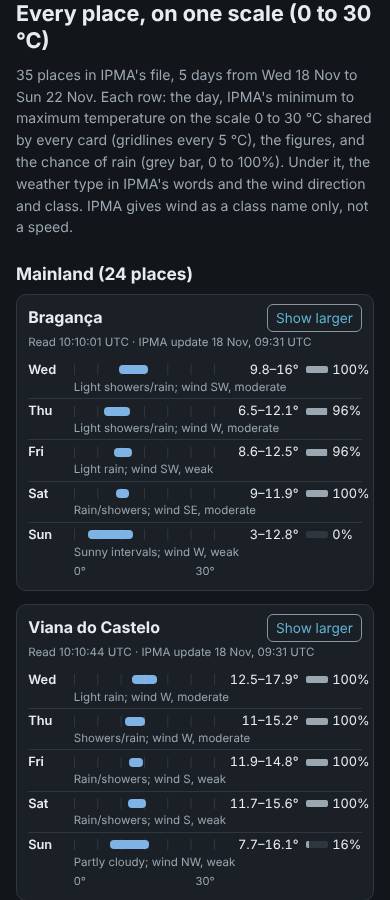 Every place, on one scale (0 to 30
°C)
35 places in IPMA's file, 5 days from Wed 18 Nov to
Sun 22 Nov. Each row: the day, IPMA's minimum to
maximum temperature on the scale 0 to 30 °C shared
by every card (gridlines every 5 °C), the figures, and
the chance of rain (grey bar, 0 to 100%). Under it, the
weather type in IPMA's words and the wind direction
and class. IPMA gives wind as a class name only, not
a speed.
Mainland (24 places)
Bragança Show larger
Read 10:10:01 UTC · IPMA update 18 Nov, 09:31 UTC
Wed 9.8–16° 100%
Light showers/rain; wind SW, moderate
Thu 6.5–12.1° 96%
Light showers/rain; wind W, moderate
Fri 8.6–12.5° 96%
Light rain; wind SW, weak
Sat 9–11.9° 100%
Rain/showers; wind SE, moderate
Sun 3–12.8° 0%
Sunny intervals; wind W, weak
0° 30°
Viana do Castelo Show larger
Read 10:10:44 UTC · IPMA update 18 Nov, 09:31 UTC
Wed 12.5–17.9° 100%
Light rain; wind W, moderate
Thu 11–15.2° 100%
Showers/rain; wind W, moderate
Fri 11.9–14.8° 100%
Rain/showers; wind S, weak
Sat 11.7–15.6° 100%
Rain/showers; wind S, weak
Sun 7.7–16.1° 16%
Partly cloudy; wind NW, weak
0° 30°